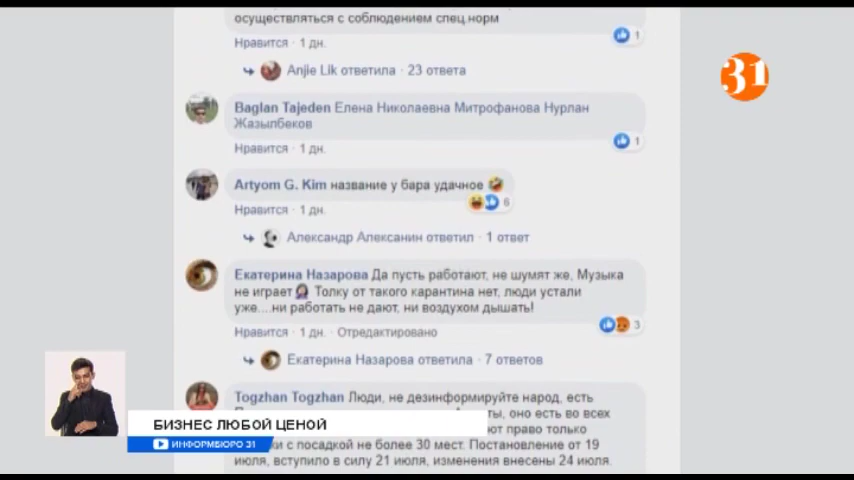 осуществляться с соблюдением спец.норм
Нравится · 1 дн.
1
Anjie Lik ответила · 23 ответа
31
Baglan Tajeden Елена Николаевна Митрофанова Нурлан
Жазылбеков
Нравится · 1 дн.
1
Artyom G. Kim название у бара удачное
6
Нравится · 1 дн.
Александр Алексанин ответил · 1 ответ
Екатерина Назарова Да пусть работают, не шумят же, Музыка
не играет Толку от такого карантина нет, люди устали
уже....ни работать не дают, ни воздухом дышать!
3
Нравится · 1 дн. · Отредактировано
Екатерина Назарова ответила · 7 ответов
Togzhan Togzhan Люди, не дезинформируйте народ, есть
ты, оно есть во всех
ют право только
ки с посадкой не более 30 мест. Постановление от 19
июля, вступило в силу 21 июля, изменения внесены 24 июля.
БИЗНЕС ЛЮБОЙ ЦЕНОЙ
ИНФОРМБЮРО 31